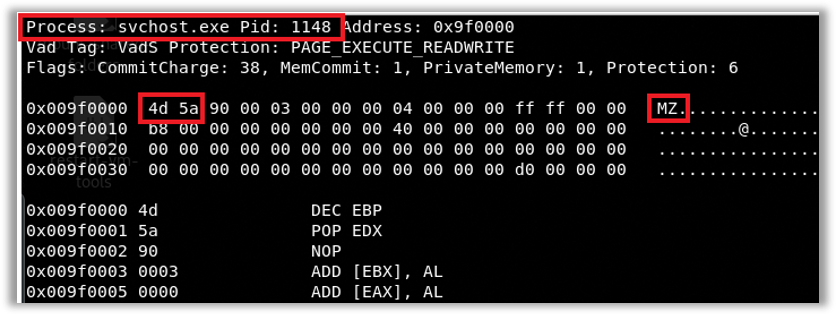 Process: svchost.exe Pid: 1148 Address: 0x9f0000
Vad Tag: VadS Protection: PAGE_EXECUTE_READWRITE
Flags: CommitCharge: 38, MemCommit: 1, PrivateMemory: 1, Protection: 6
0x009f0000 4d 5a 90 00 03 00 00 00 04 00 00 00 ff ff 00 00 MZ..............
0x009f0010 b8 00 00 00 00 00 00 00 40 00 00 00 00 00 00 00 ........@.......
0x009f0020 00 00 00 00 00 00 00 00 00 00 00 00 00 00 00 00 ................
0x009f0030 00 00 00 00 00 00 00 00 00 00 00 00 d0 00 00 00 ................
restart-vm-
tools
0x009f0000 4d DEC EBP
0x009f0001 5a POP EDX
0x009f0002 90 NOP
0x009f0003 0003 ADD [EBX], AL
0x009f0005 0000 ADD [EAX], AL